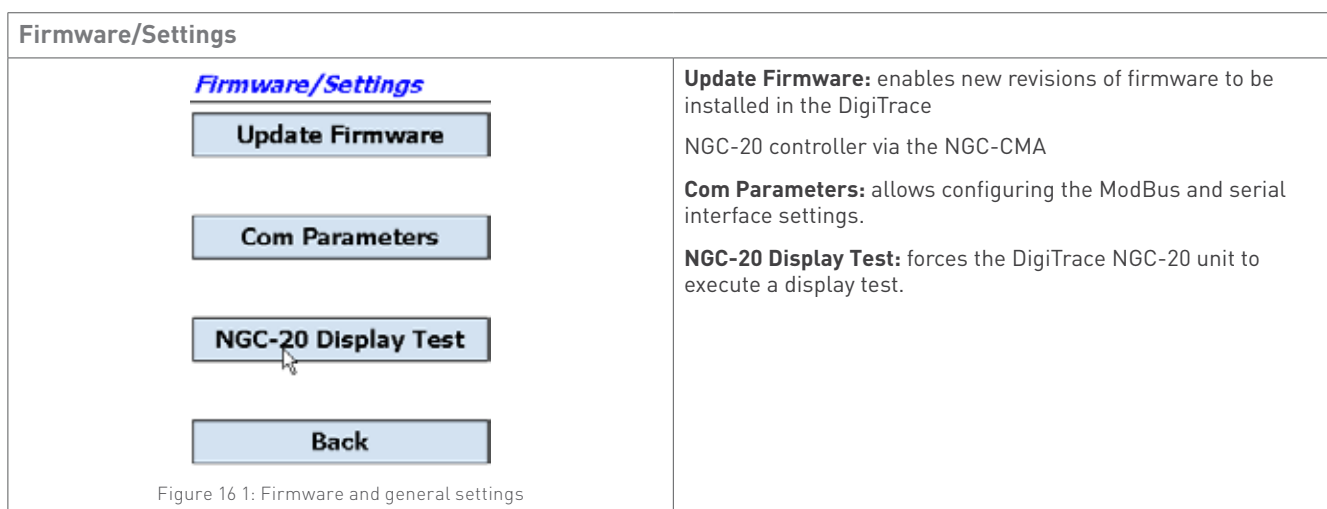 Firmware/Settings
Firmware/Settings
Update Firmware
Com Parameters
NGC-20 Display Test
Back
Figure 16 1: Firmware and general settings
Update Firmware: enables new revisions of firmware to be
installed in the DigiTrace
NGC-20 controller via the NGC-CMA
Com Parameters: allows configuring the ModBus and serial
interface settings.
NGC-20 Display Test: forces the DigiTrace NGC-20 unit to
execute a display test.